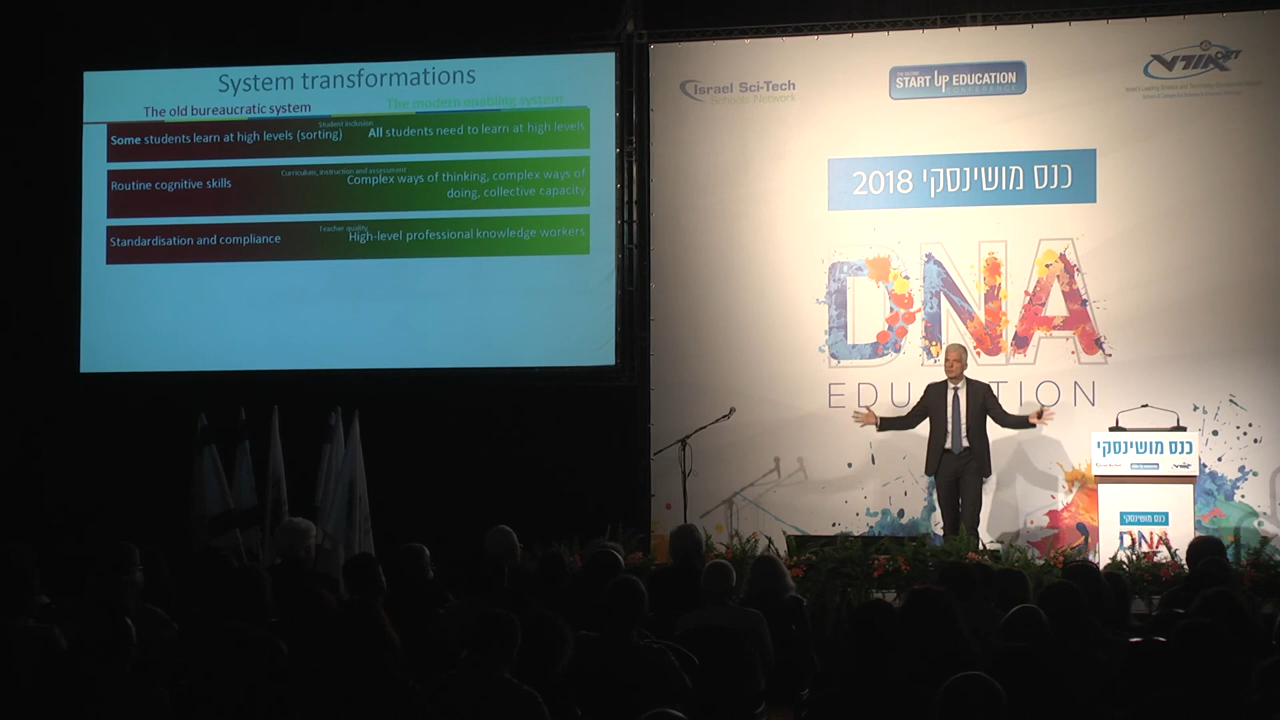 System transformations
The old bureaucratic system
The modern enabling system
Student inclusion
Some students learn at high levels (sorting)
All students need to learn at high levels
Curriculum, instruction and assessment
Routine cognitive skills
Complex ways of thinking, complex ways of
doing, collective capacity
Teacher quality
Standardisation and compliance
High-level professional knowledge workers
Israel Sci-Tech
Schools Network
START UP EDUCATION
CONFERENCE
אורט
ORT
כנס מושינסקי 2018
DNA
EDUCATION
כנס מושינסקי
כנס מושינסקי
DNA